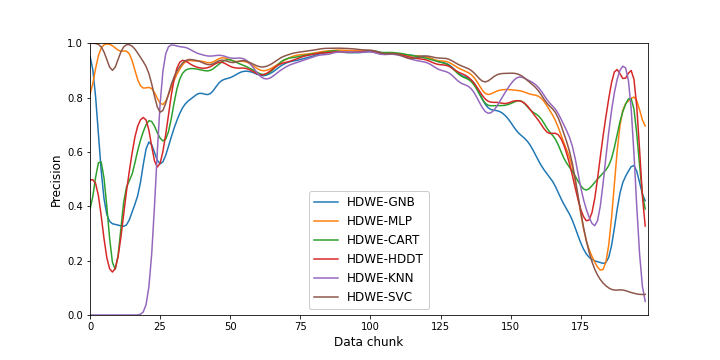 1.0
0.8
0.6
0.4
0.2
0.0
Precision
0 25 50 75 100 125 150 175
Data chunk
HDWE-GNB
HDWE-MLP
HDWE-CART
HDWE-HDDT
HDWE-KNN
HDWE-SVC